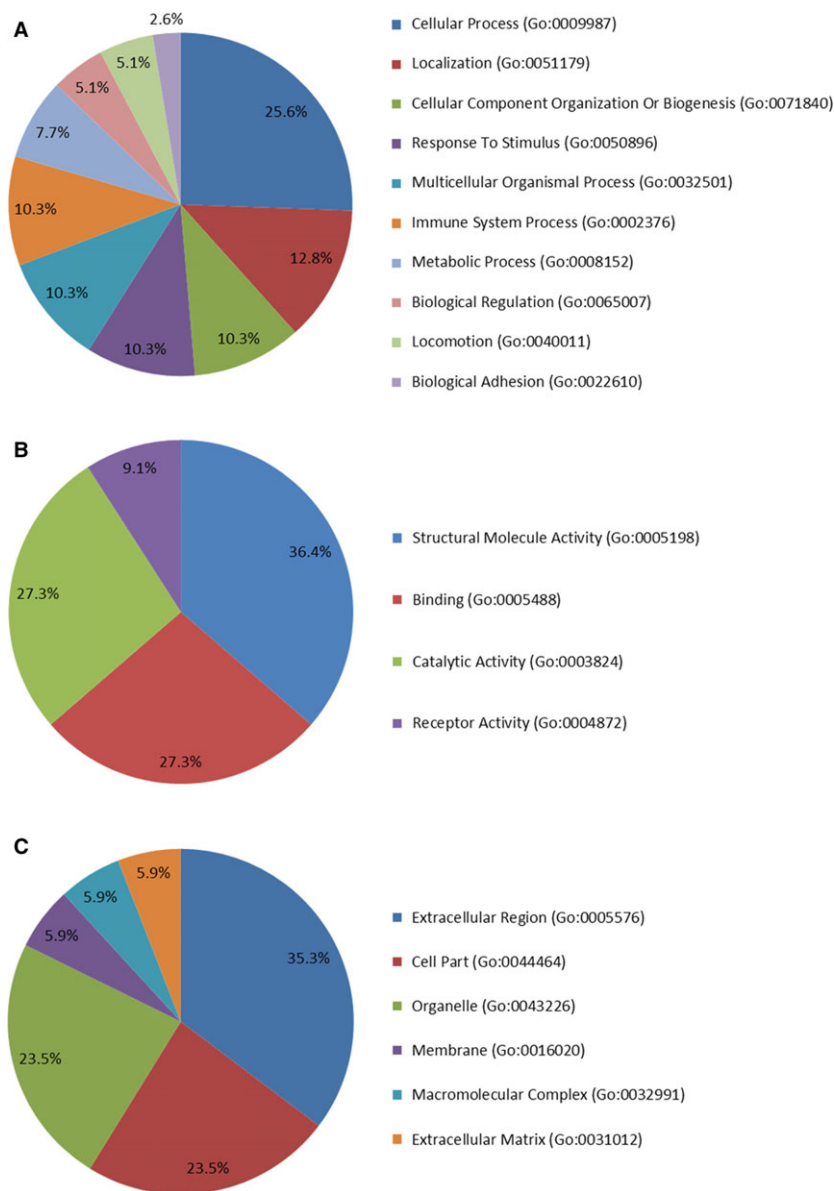 A
2.6%
5.1%
5.1%
7.7%
10.3%
10.3%
10.3%
10.3%
12.8%
25.6%
Cellular Process (Go:0009987)
Localization (Go:0051179)
Cellular Component Organization Or Biogenesis (Go:0071840)
Response To Stimulus (Go:0050896)
Multicellular Organismal Process (Go:0032501)
Immune System Process (Go:0002376)
Metabolic Process (Go:0008152)
Biological Regulation (Go:0065007)
Locomotion (Go:0040011)
Biological Adhesion (Go:0022610)
B
9.1%
36.4%
27.3%
27.3%
Structural Molecule Activity (Go:0005198)
Binding (Go:0005488)
Catalytic Activity (Go:0003824)
Receptor Activity (Go:0004872)
C
5.9%
5.9%
5.9%
35.3%
23.5%
23.5%
Extracellular Region (Go:0005576)
Cell Part (Go:0044464)
Organelle (Go:0043226)
Membrane (Go:0016020)
Macromolecular Complex (Go:0032991)
Extracellular Matrix (Go:0031012)